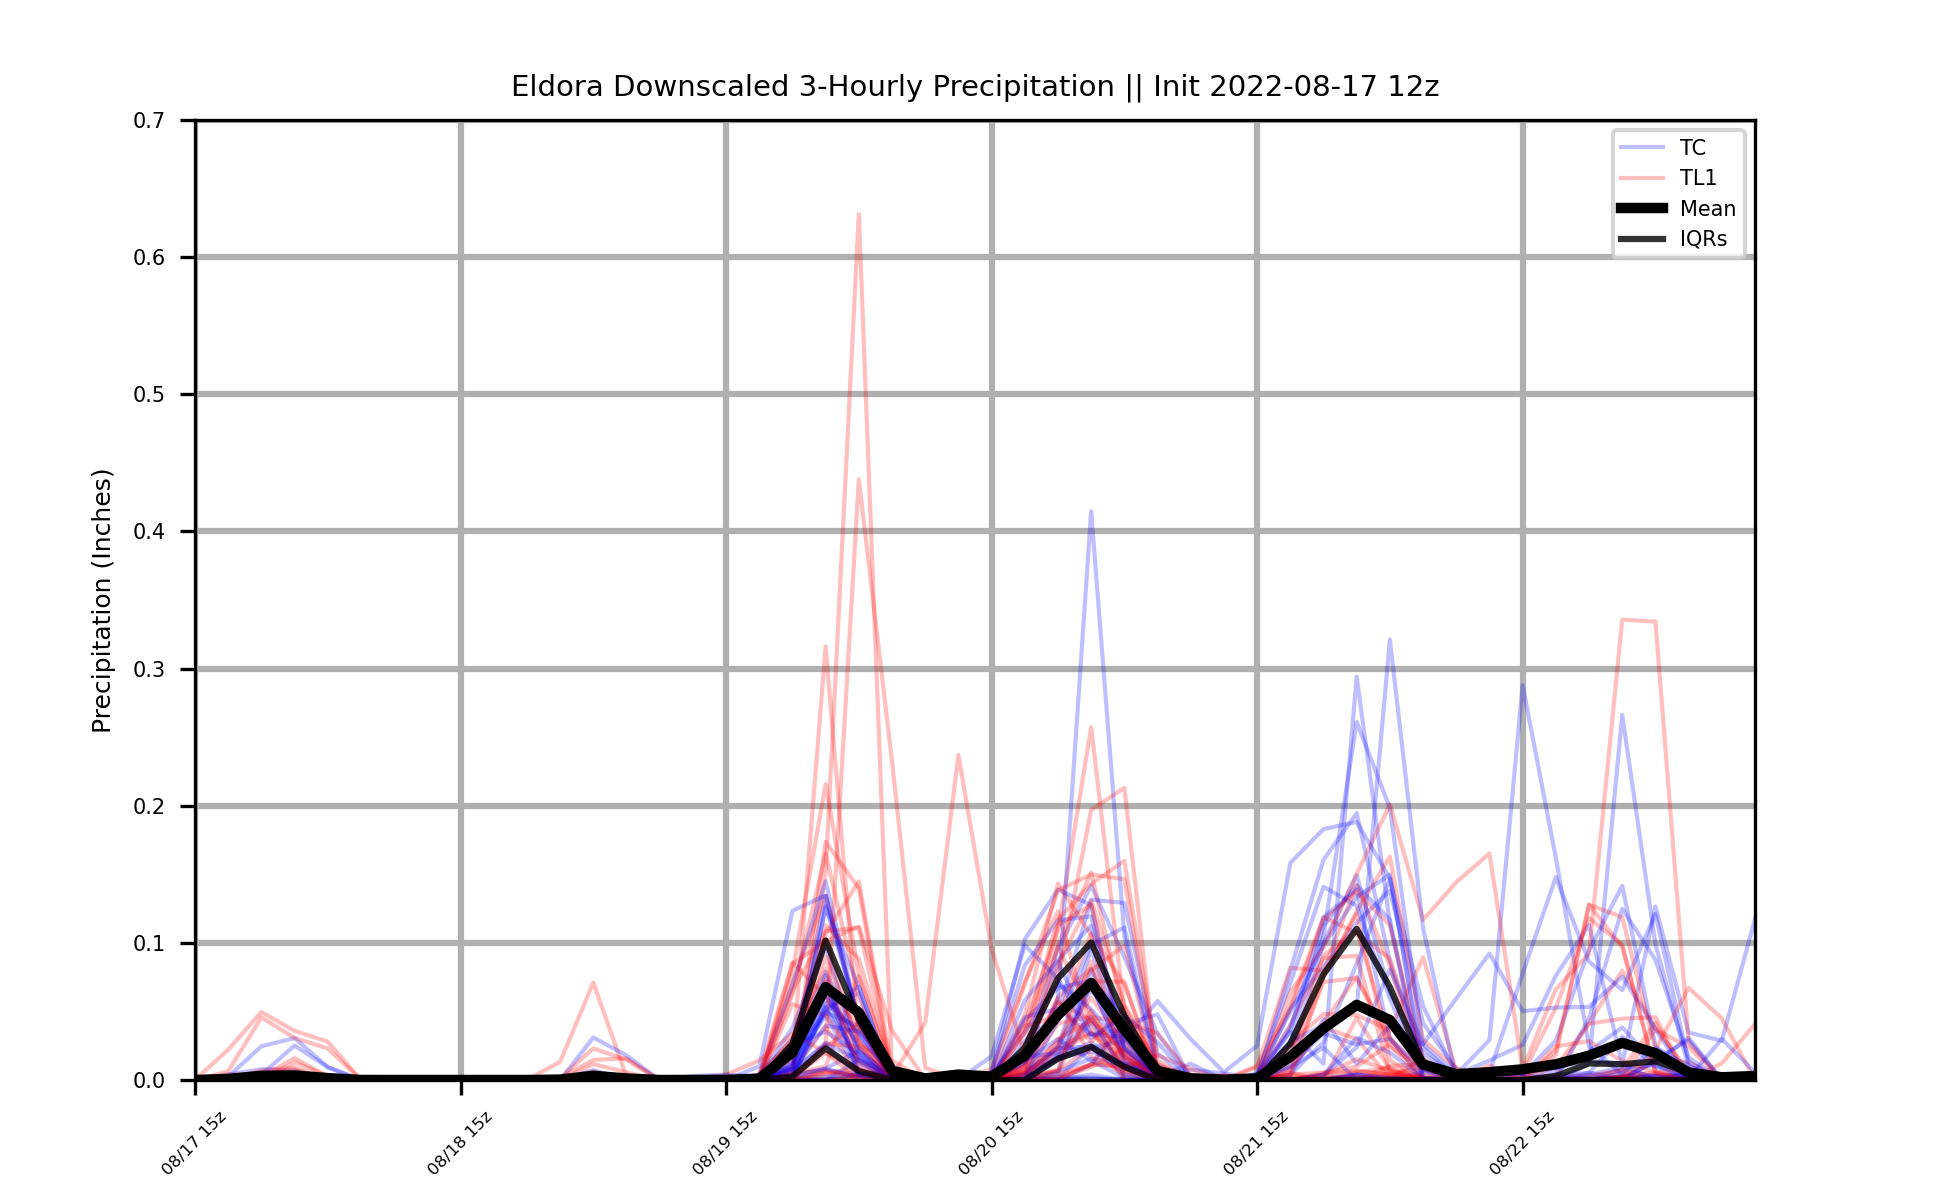 Eldora Downscaled 3-Hourly Precipitation || Init 2022-08-17 12z
0.7
0.6
0.5
0.4
0.3
0.2
0.1
0.0
Precipitation (Inches)
TC
TL1
Mean
IQRs
08/17 15z
08/18 15z
08/19 15z
08/20 15z
08/21 15z
08/22 15z